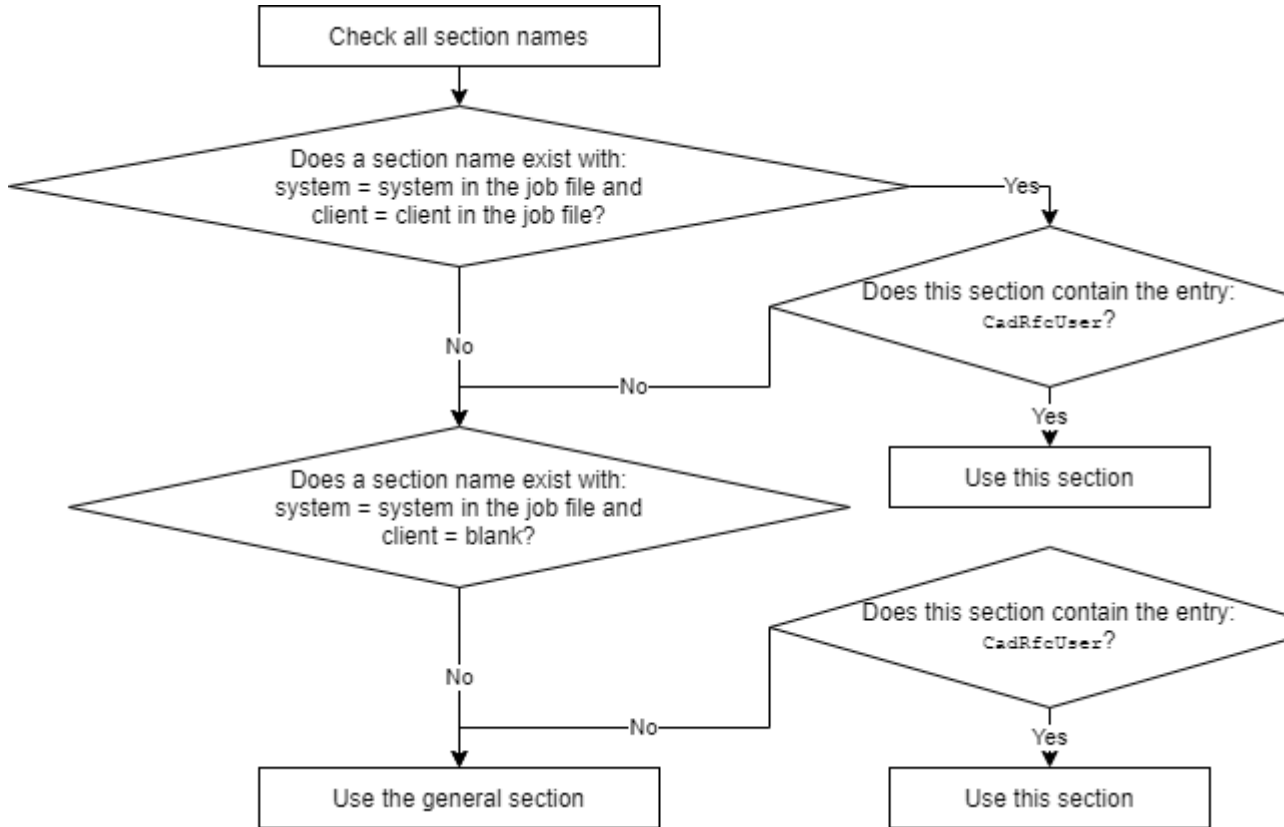 Check all section names
Does a section name exist with:
system = system in the job file and
client = client in the job file?
Yes
Does this section contain the entry:
CadRfcUser?
No
No
Yes
Use this section
Does a section name exist with:
system = system in the job file and
client = blank?
Does this section contain the entry:
CadRfcUser?
No
No
Yes
Use the general section
Use this section